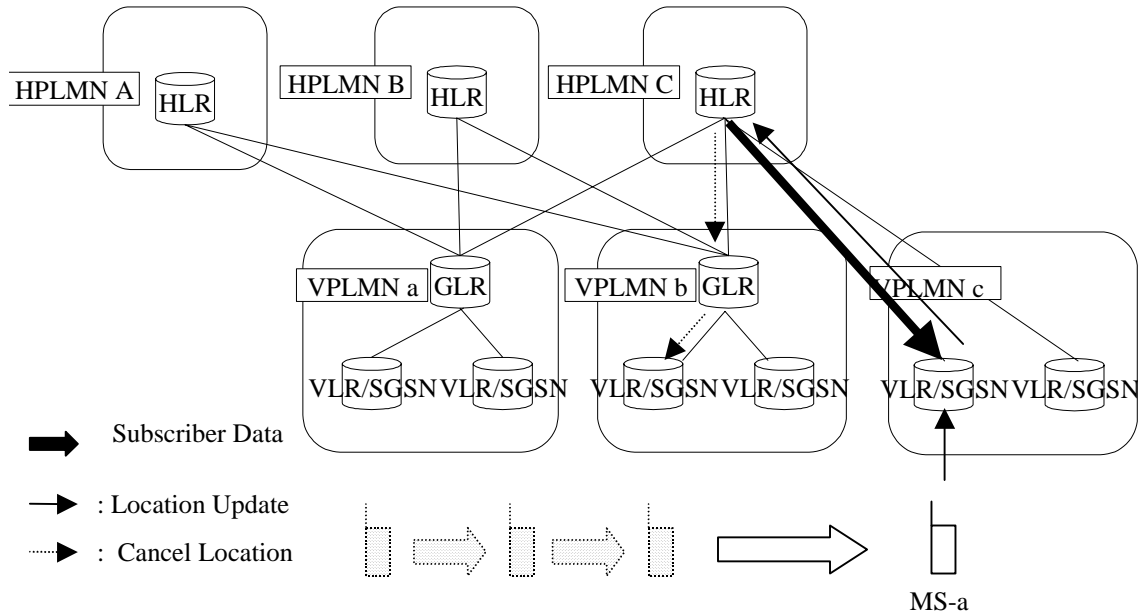 HPLMN A
HLR
HPLMN B
HLR
HPLMN C
HLR
VPLMN a
GLR
VPLMN b
GLR
VPLMN c
VLR/SGSN
VLR/SGSN
VLR/SGSN
VLR/SGSN
VLR/SGSN
VLR/SGSN
Subscriber Data
: Location Update
: Cancel Location
MS-a